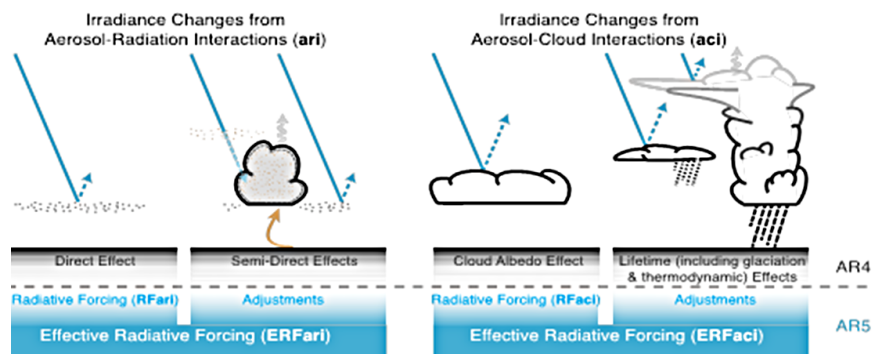 Irradiance Changes from
Aerosol-Radiation Interactions (ari)
Irradiance Changes from
Aerosol-Cloud Interactions (aci)
Direct Effect
Semi-Direct Effects
Cloud Albedo Effect
Lifetime (including glaciation
& thermodynamic) Effects
AR4
Radiative Forcing (RFari)
Adjustments
Radiative Forcing (RFaci)
Adjustments
AR5
Effective Radiative Forcing (ERFari)
Effective Radiative Forcing (ERFaci)